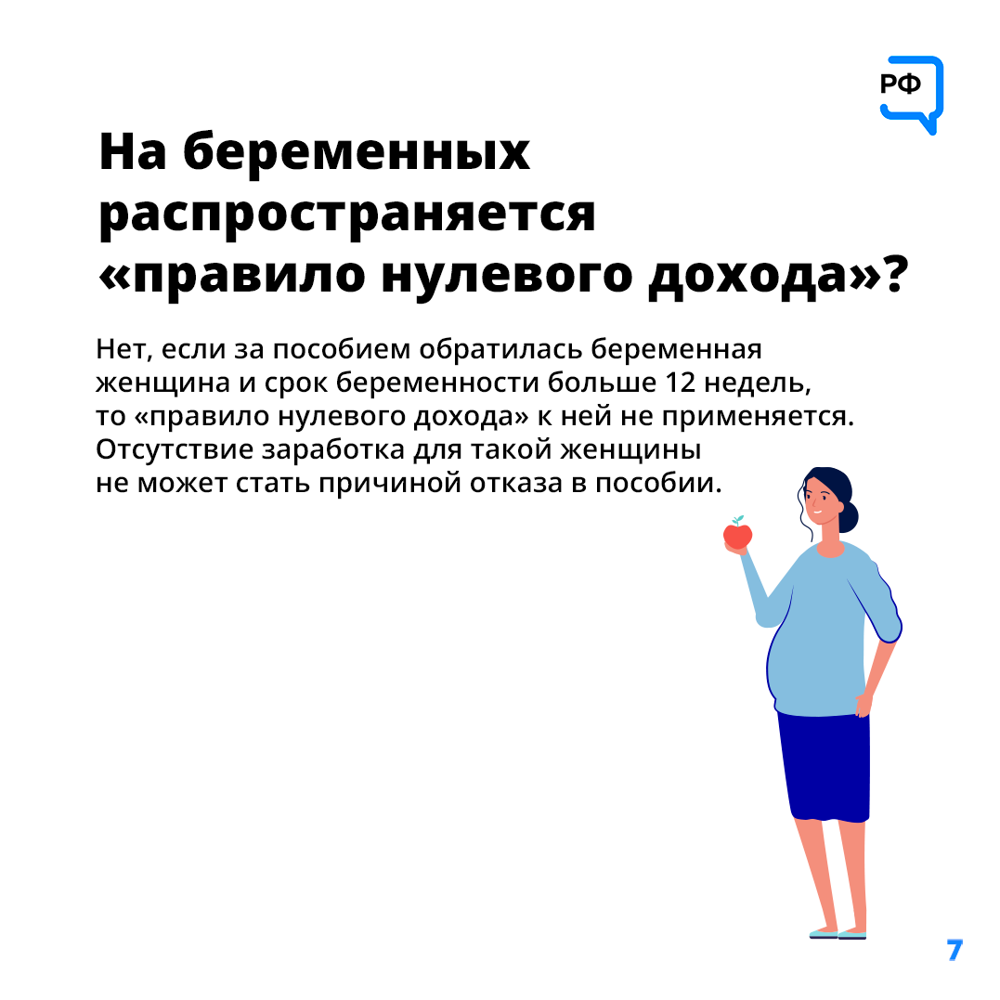 РФ
На беременных
распространяется
«правило нулевого дохода»?
Нет, если за пособием обратилась беременная
женщина и срок беременности больше 12 недель,
то «правило нулевого дохода» к ней не применяется.
Отсутствие заработка для такой женщины
не может стать причиной отказа в пособии.
7